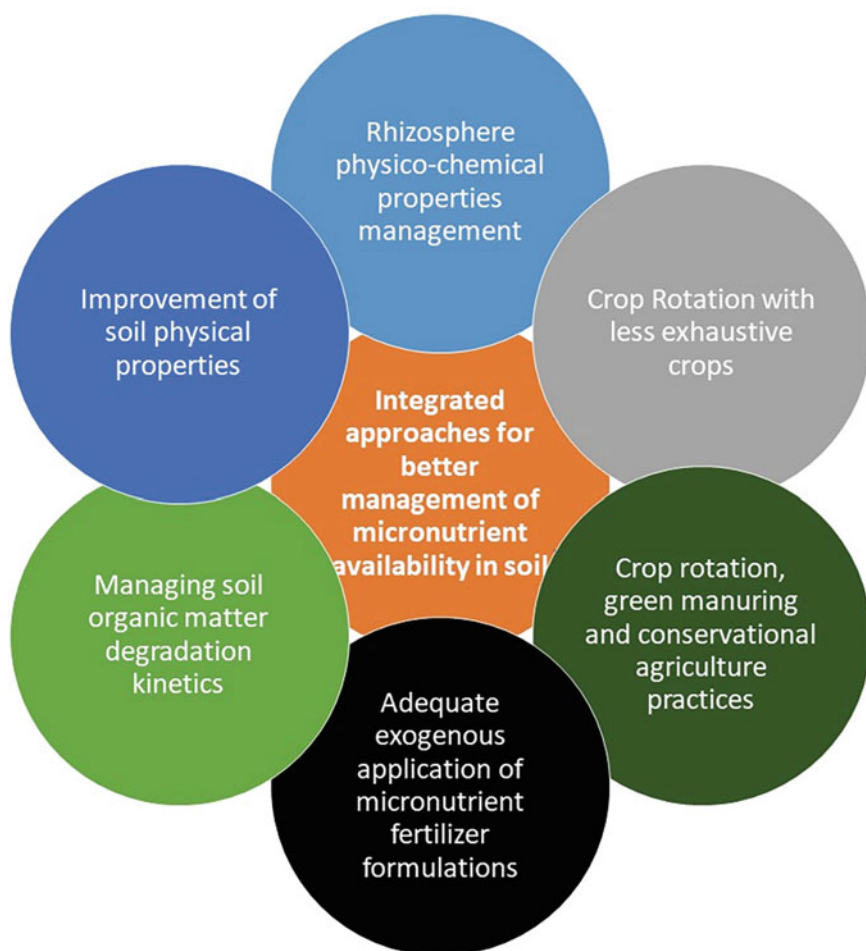 Rhizosphere
physico-chemical
properties
management
Improvement of
soil physical
properties
Crop Rotation with
less exhaustive
crops
Integrated
approaches for
better
management of
micronutrient
availability in soil
Managing soil
organic matter
degradation
kinetics
Crop rotation,
green manuring
and conservational
agriculture
practices
Adequate
exogenous
application of
micronutrient
fertilizer
formulations